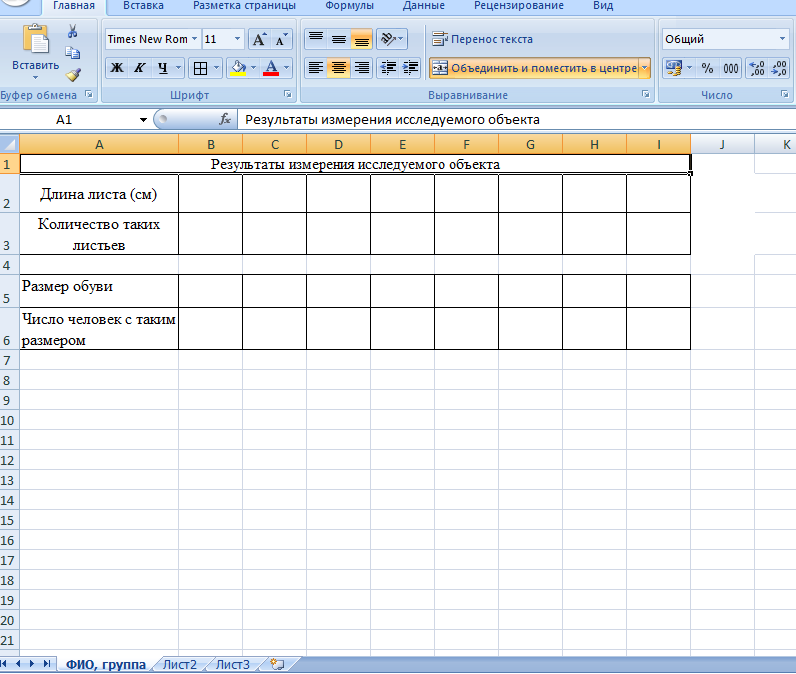 Главная Вставка Разметка страницы Формулы Данные Рецензирование Вид
Вставить
Times New Rom 11
Ж К Ч
Перенос текста
Объединить и поместить в центре
Общий
% 000 ,00 ,00
Буфер обмена Шрифт Выравнивание Число
A1 fx Результаты измерения исследуемого объекта
A B C D E F G H I J K
1 Результаты измерения исследуемого объекта
2 Длина листа (см)
3 Количество таких
листьев
4
5 Размер обуви
6 Число человек с таким
размером
7
8
9
10
11
12
13
14
15
16
17
18
19
20
21
ФИО, группа Лист2 Лист3